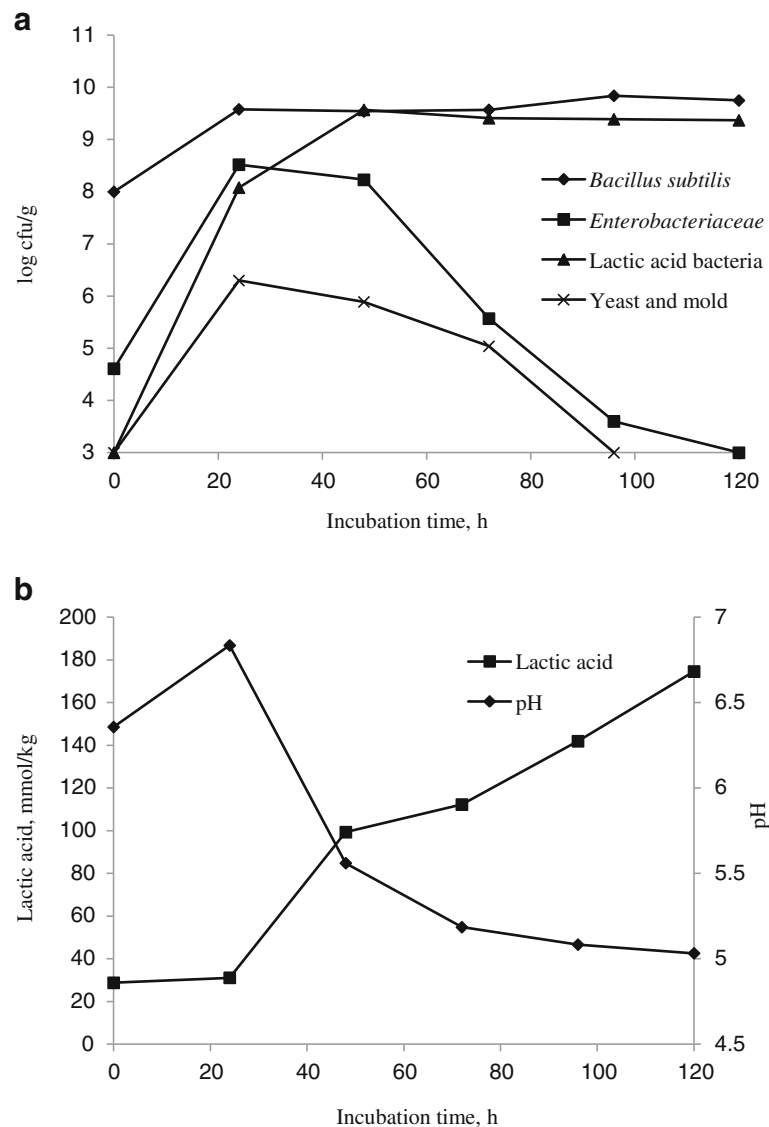 a
11
10
9
8
7
6
5
4
3
log cfu/g
Bacillus subtilis
Enterobacteriaceae
Lactic acid bacteria
Yeast and mold
0 20 40 60 80 100 120
Incubation time, h
b
200
180
160
140
120
100
80
60
40
20
0
Lactic acid, mmol/kg
Lactic acid
pH
7
6.5
6
5.5
5
4.5
pH
0 20 40 60 80 100 120
Incubation time, h